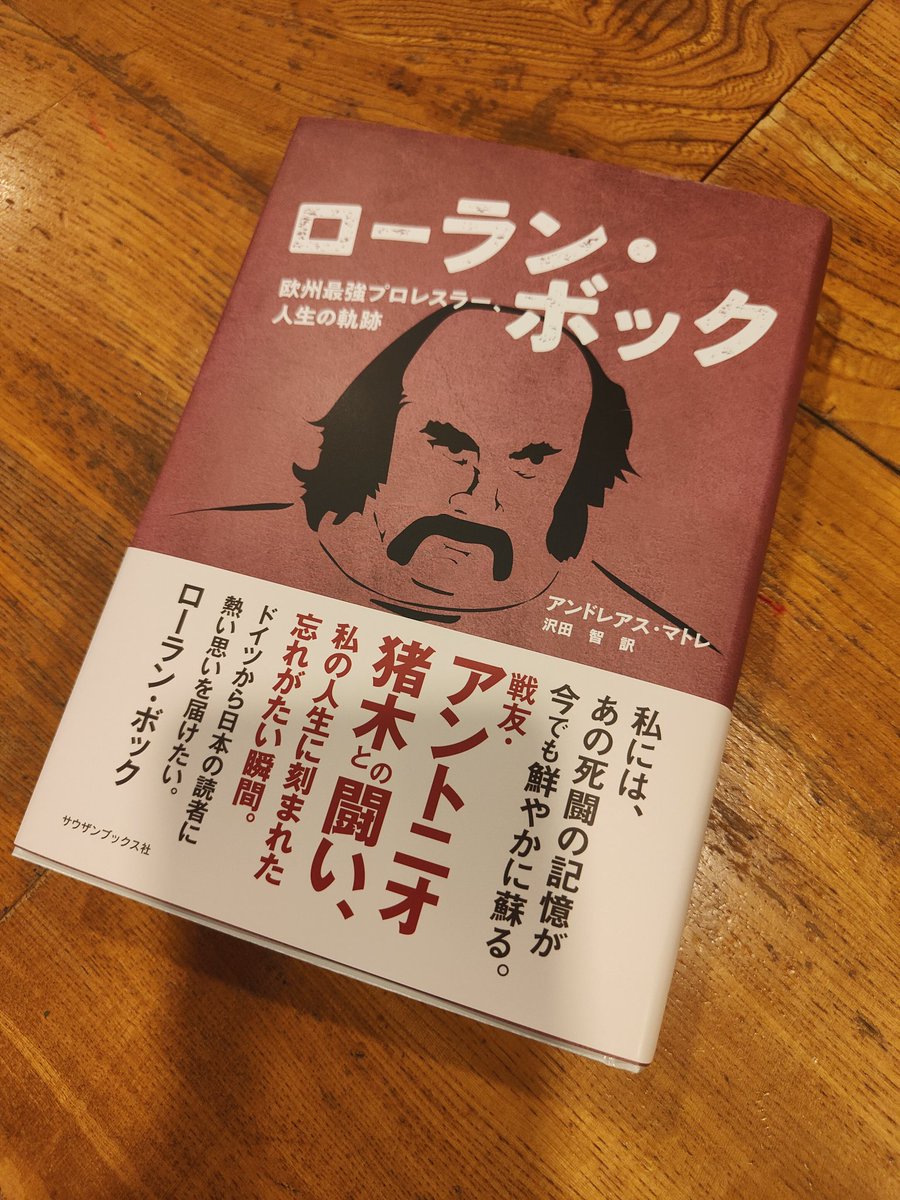 ローラン・
ボック
欧州最強プロレスラー、
人生の軌跡
アンドレアス・マトレ
沢田 智 訳
私には、
あの死闘の記憶が
今でも鮮やかに蘇る。
戦友・
アントニオ
猪木との闘い、
私の人生に刻まれた
忘れがたい瞬間。
ドイツから日本の読者に
熱い思いを届けたい。
ローラン・ボック
サウザンブックス社